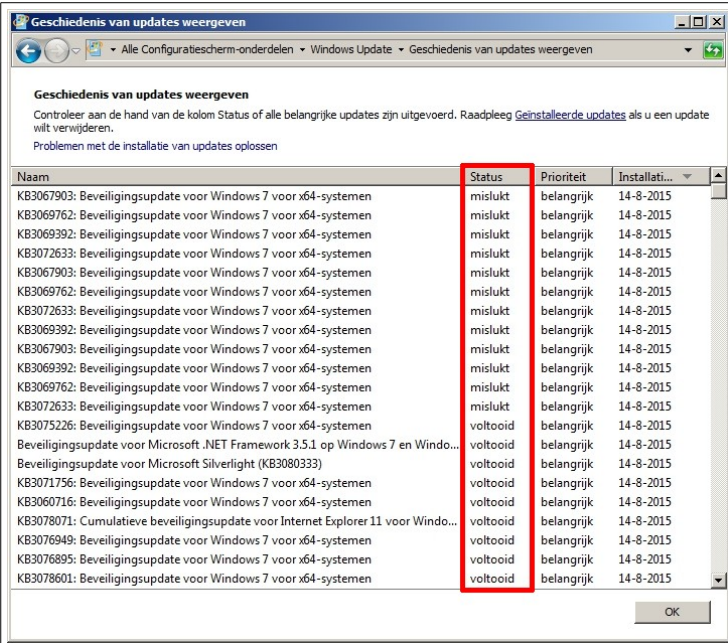 Geschiedenis van updates weergeven
Alle Configuratiescherm-onderdelen Windows Update Geschiedenis van updates weergeven
Geschiedenis van updates weergeven
Controleer aan de hand van de kolom Status of alle belangrijke updates zijn uitgevoerd. Raadpleeg Geïnstalleerde updates als u een update
wilt verwijderen.
Problemen met de installatie van updates oplossen
Naam Status Prioriteit Installati...
KB3067903: Beveiligingsupdate voor Windows 7 voor x64-systemen mislukt belangrijk 14-8-2015
KB3069762: Beveiligingsupdate voor Windows 7 voor x64-systemen mislukt belangrijk 14-8-2015
KB3069392: Beveiligingsupdate voor Windows 7 voor x64-systemen mislukt belangrijk 14-8-2015
KB3072633: Beveiligingsupdate voor Windows 7 voor x64-systemen mislukt belangrijk 14-8-2015
KB3067903: Beveiligingsupdate voor Windows 7 voor x64-systemen mislukt belangrijk 14-8-2015
KB3069762: Beveiligingsupdate voor Windows 7 voor x64-systemen mislukt belangrijk 14-8-2015
KB3072633: Beveiligingsupdate voor Windows 7 voor x64-systemen mislukt belangrijk 14-8-2015
KB3069392: Beveiligingsupdate voor Windows 7 voor x64-systemen mislukt belangrijk 14-8-2015
KB3067903: Beveiligingsupdate voor Windows 7 voor x64-systemen mislukt belangrijk 14-8-2015
KB3069392: Beveiligingsupdate voor Windows 7 voor x64-systemen mislukt belangrijk 14-8-2015
KB3069762: Beveiligingsupdate voor Windows 7 voor x64-systemen mislukt belangrijk 14-8-2015
KB3072633: Beveiligingsupdate voor Windows 7 voor x64-systemen mislukt belangrijk 14-8-2015
KB3075226: Beveiligingsupdate voor Windows 7 voor x64-systemen voltooid belangrijk 14-8-2015
Beveiligingsupdate voor Microsoft .NET Framework 3.5.1 op Windows 7 en Windo... voltooid belangrijk 14-8-2015
Beveiligingsupdate voor Microsoft Silverlight (KB3080333) voltooid belangrijk 14-8-2015
KB3071756: Beveiligingsupdate voor Windows 7 voor x64-systemen voltooid belangrijk 14-8-2015
KB3060716: Beveiligingsupdate voor Windows 7 voor x64-systemen voltooid belangrijk 14-8-2015
KB3078071: Cumulatieve beveiligingsupdate voor Internet Explorer 11 voor Windo... voltooid belangrijk 14-8-2015
KB3076949: Beveiligingsupdate voor Windows 7 voor x64-systemen voltooid belangrijk 14-8-2015
KB3076895: Beveiligingsupdate voor Windows 7 voor x64-systemen voltooid belangrijk 14-8-2015
KB3078601: Beveiligingsupdate voor Windows 7 voor x64-systemen voltooid belangrijk 14-8-2015
OK